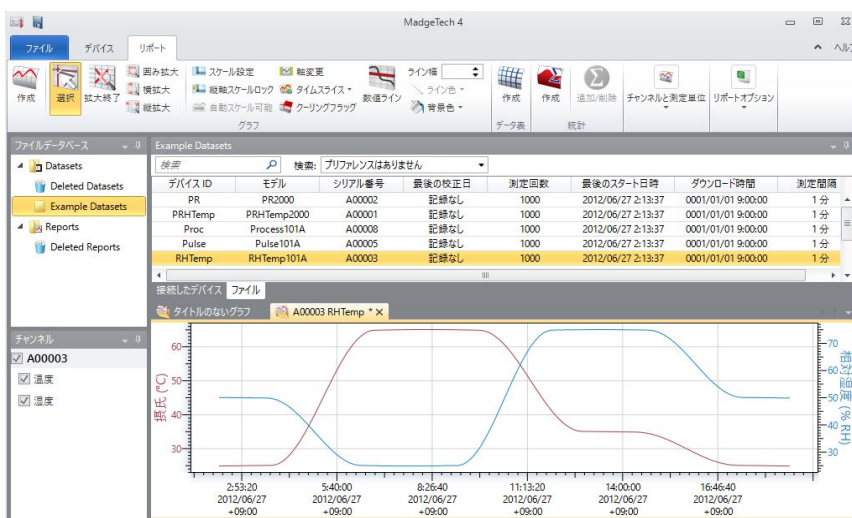 MadgeTech 4
ファイル デバイス リポート
囲み拡大 スケール設定 軸変更 ライン幅
横拡大 縦軸スケールロック タイムスライス ライン色
縦拡大 自動スケール可能 クーリングフラッグ 背景色
作成 選択 拡大終了 数値ライン 作成 作成 追加/削除 チャンネルと測定単位 リポートオプション
グラフ データ表 統計
ファイルデータベース Example Datasets
Datasets
Deleted Datasets
Example Datasets
Reports
Deleted Reports
検索 検索: プリファレンスはありません
デバイス ID モデル シリアル番号 最後の校正日 測定回数 最後のスタート日時 ダウンロード時間 測定間隔
PR PR2000 A00002 記録なし 1000 2012/06/27 2:13:37 0001/01/01 9:00:00 1 分
PRHTemp PRHTemp2000 A00001 記録なし 1000 2012/06/27 2:13:37 0001/01/01 9:00:00 1 分
Proc Process101A A00008 記録なし 1000 2012/06/27 2:13:37 0001/01/01 9:00:00 1 分
Pulse Pulse101A A00005 記録なし 1000 2012/06/27 2:13:37 0001/01/01 9:00:00 1 分
RHTemp RHTemp101A A00003 記録なし 1000 2012/06/27 2:13:37 0001/01/01 9:00:00 1 分
接続したデバイス ファイル
タイトルのないグラフ A00003 RHTemp *
チャンネル
A00003
温度
湿度
摂氏 (°C)
60
50
40
30
相対湿度 (% RH)
70
60
50
40
30
2:53:20 5:40:00 8:26:40 11:13:20 14:00:00 16:46:40
2012/06/27 2012/06/27 2012/06/27 2012/06/27 2012/06/27 2012/06/27
+09:00 +09:00 +09:00 +09:00 +09:00 +09:00